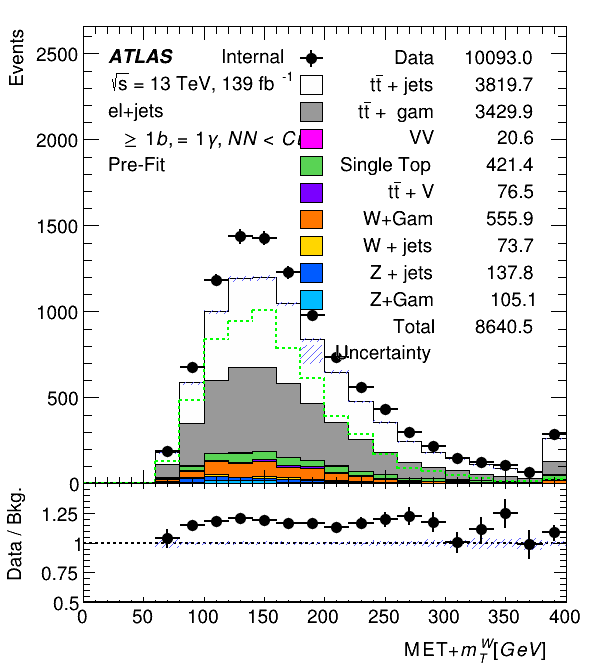 Events
2500
2000
1500
1000
500
0
ATLAS Internal
√s = 13 TeV, 139 fb⁻¹
el+jets
≥ 1b, = 1γ, NN <
Pre-Fit
Data 10093.0
tt̄ + jets 3819.7
tt̄ + gam 3429.9
VV 20.6
Single Top 421.4
tt̄ + V 76.5
W+Gam 555.9
W + jets 73.7
Z + jets 137.8
Z+Gam 105.1
Total 8640.5
Uncertainty
Data / Bkg.
1.25
1
0.75
0.5
0 50 100 150 200 250 300 350 400
MET+m_T^W[GeV]